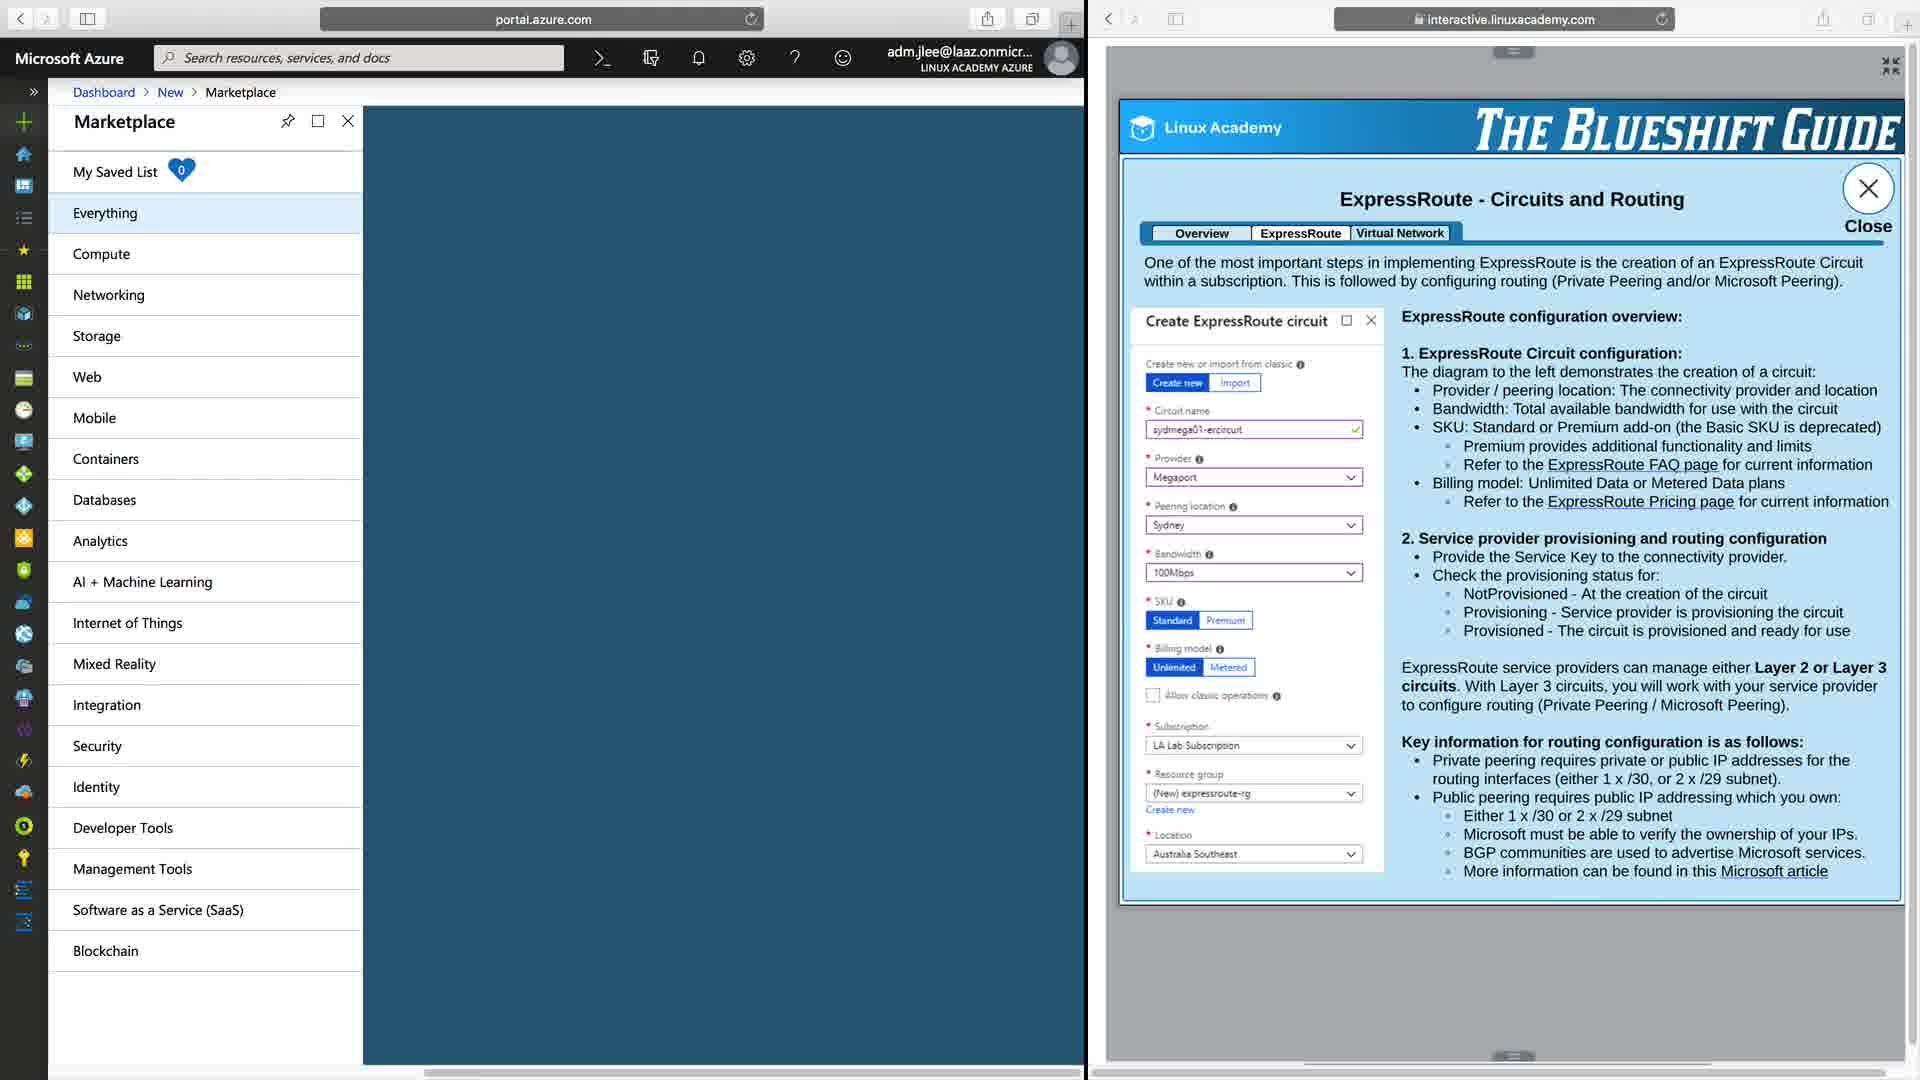 portal.azure.com
Microsoft Azure
Search resources, services, and docs
adm.jlee@laaz.onmicr...
LINUX ACADEMY AZURE
Dashboard > New > Marketplace
Marketplace
My Saved List 0
Everything
Compute
Networking
Storage
Web
Mobile
Containers
Databases
Analytics
AI + Machine Learning
Internet of Things
Mixed Reality
Integration
Security
Identity
Developer Tools
Management Tools
Software as a Service (SaaS)
Blockchain
interactive.linuxacademy.com
Linux Academy
THE BLUESHIFT GUIDE
ExpressRoute - Circuits and Routing
Close
Overview
ExpressRoute
Virtual Network
One of the most important steps in implementing ExpressRoute is the creation of an ExpressRoute Circuit
within a subscription. This is followed by configuring routing (Private Peering and/or Microsoft Peering).
Create ExpressRoute circuit
Create new or import from classic
Create new Import
* Circuit name
sydmega01-ercircuit
* Provider
Megaport
* Peering location
Sydney
* Bandwidth
100Mbps
* SKU
Standard Premium
* Billing model
Unlimited Metered
Allow classic operations
* Subscription
LA Lab Subscription
* Resource group
(New) expressroute-rg
Create new
* Location
Australia Southeast
ExpressRoute configuration overview:
1. ExpressRoute Circuit configuration:
The diagram to the left demonstrates the creation of a circuit:
• Provider / peering location: The connectivity provider and location
• Bandwidth: Total available bandwidth for use with the circuit
• SKU: Standard or Premium add-on (the Basic SKU is deprecated)
◦ Premium provides additional functionality and limits
◦ Refer to the ExpressRoute FAQ page for current information
• Billing model: Unlimited Data or Metered Data plans
◦ Refer to the ExpressRoute Pricing page for current information
2. Service provider provisioning and routing configuration
• Provide the Service Key to the connectivity provider.
• Check the provisioning status for:
◦ NotProvisioned - At the creation of the circuit
◦ Provisioning - Service provider is provisioning the circuit
◦ Provisioned - The circuit is provisioned and ready for use
ExpressRoute service providers can manage either Layer 2 or Layer 3
circuits. With Layer 3 circuits, you will work with your service provider
to configure routing (Private Peering / Microsoft Peering).
Key information for routing configuration is as follows:
• Private peering requires private or public IP addresses for the
routing interfaces (either 1 x /30, or 2 x /29 subnet).
• Public peering requires public IP addressing which you own:
◦ Either 1 x /30 or 2 x /29 subnet
◦ Microsoft must be able to verify the ownership of your IPs.
◦ BGP communities are used to advertise Microsoft services.
◦ More information can be found in this Microsoft article